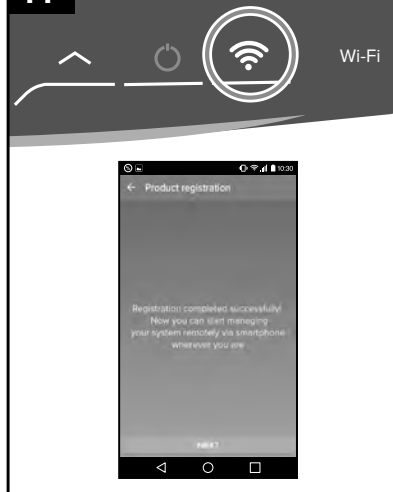 Wi-Fi
10:30
Product registration
Registration completed successfully!
Now you can start managing
your system remotely via smartphone
wherever you are
NEXT